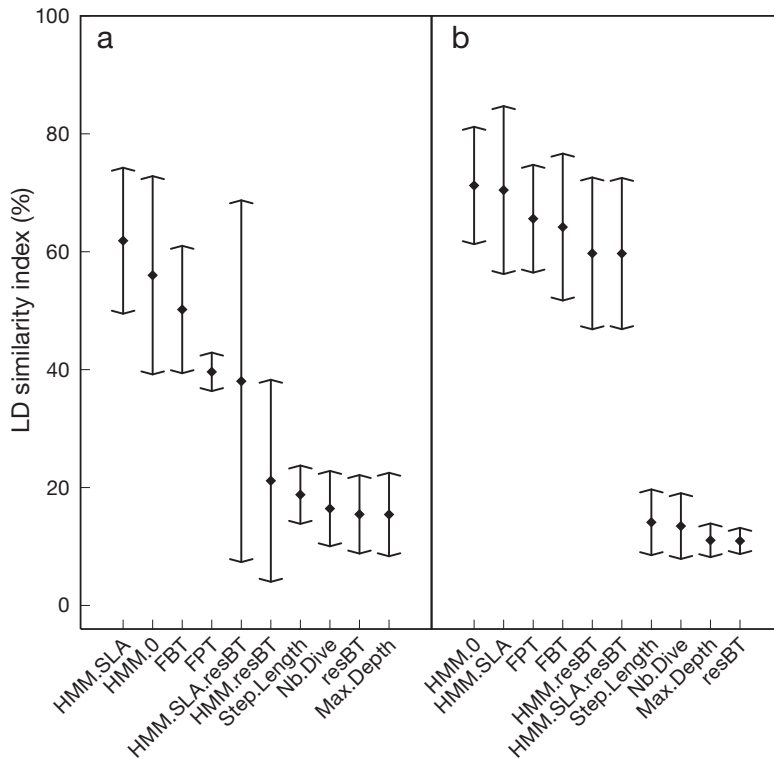 100
80
60
40
20
0
LD similarity index (%)
a
b
HMM.SLA
HMM.0
FBT
FPT
HMM.SLA.resBT
HMM.resBT
Step.Length
Nb.Dive
resBT
Max.Depth
HMM.0
HMM.SLA
FPT
FBT
HMM.resBT
HMM.SLA.resBT
Step.Length
Nb.Dive
Max.Depth
resBT